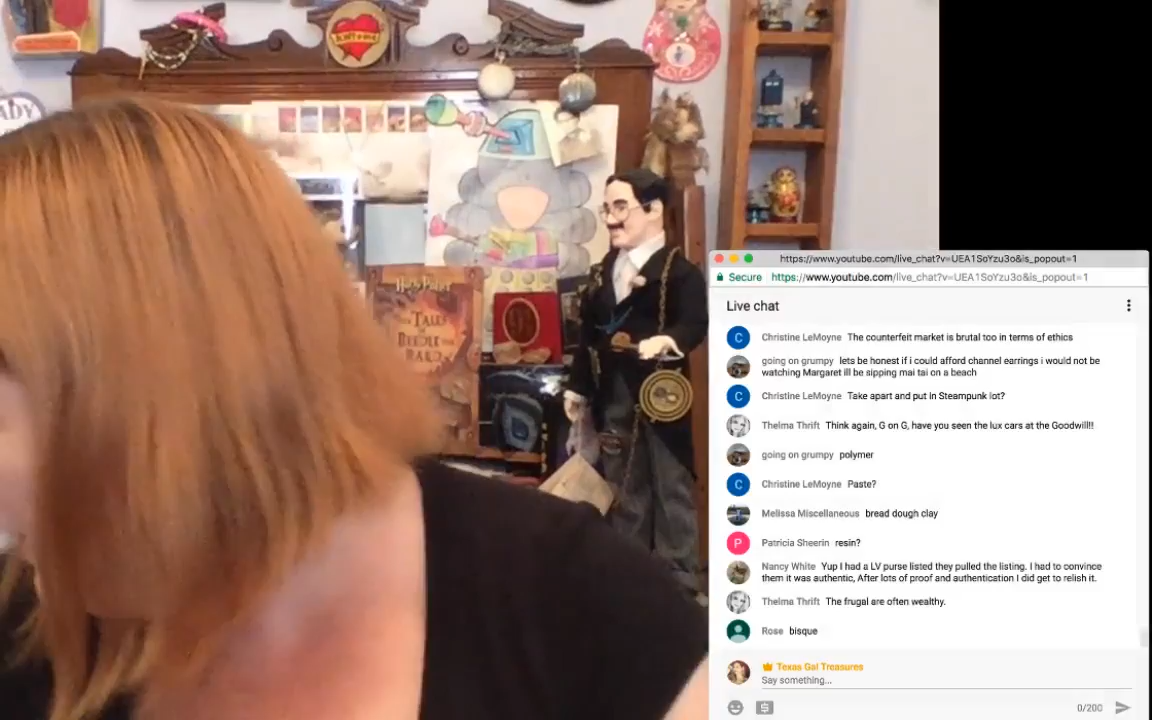 ADY
Harry Potter
THE
TALES
OF
BEEDLE THE
BARD
https://www.youtube.com/live_chat?v=UEA1SoYzu3o&is_popout=1
Secure https://www.youtube.com/live_chat?v=UEA1SoYzu3o&is_popout=1
Live chat
C Christine LeMoyne The counterfeit market is brutal too in terms of ethics
going on grumpy lets be honest if i could afford channel earrings i would not be
watching Margaret ill be sipping mai tai on a beach
C Christine LeMoyne Take apart and put in Steampunk lot?
Thelma Thrift Think again, G on G, have you seen the lux cars at the Goodwill!!
going on grumpy polymer
C Christine LeMoyne Paste?
Melissa Miscellaneous bread dough clay
P Patricia Sheerin resin?
Nancy White Yup I had a LV purse listed they pulled the listing. I had to convince
them it was authentic, After lots of proof and authentication I did get to relish it.
Thelma Thrift The frugal are often wealthy.
Rose bisque
Texas Gal Treasures
Say something...
0/200